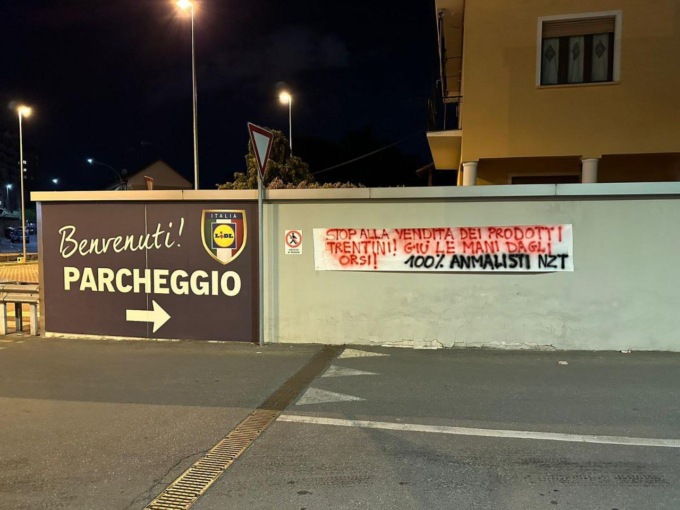 Benvenuti!
PARCHEGGIO
ITALIA
LIDL
STOP ALLA VENDITA DEI PRODOTTI
TRENTINI! GIÙ LE MANI DAGLI
ORSI! 100% ANMALISTI NZT